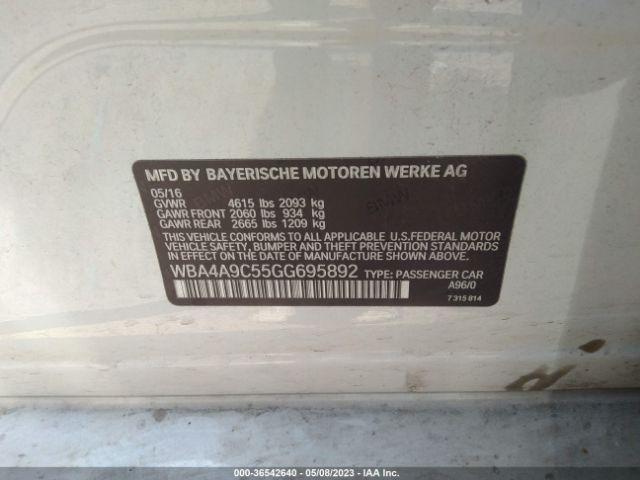 MFD BY BAYERISCHE MOTOREN WERKE AG
05/16
GVWR 4615 lbs 2093 kg
GAWR FRONT 2060 lbs 934 kg
GAWR REAR 2665 lbs 1209 kg
THIS VEHICLE CONFORMS TO ALL APPLICABLE U.S.FEDERAL MOTOR
VEHICLE SAFETY, BUMPER AND THEFT PREVENTION STANDARDS
IN EFFECT ON THE DATE OF MANUFACTURE SHOWN ABOVE.
WBA4A9C55GG695892 TYPE: PASSENGER CAR
A96/0
7 315 814
000-36542640 - 05/08/2023 - IAA Inc.